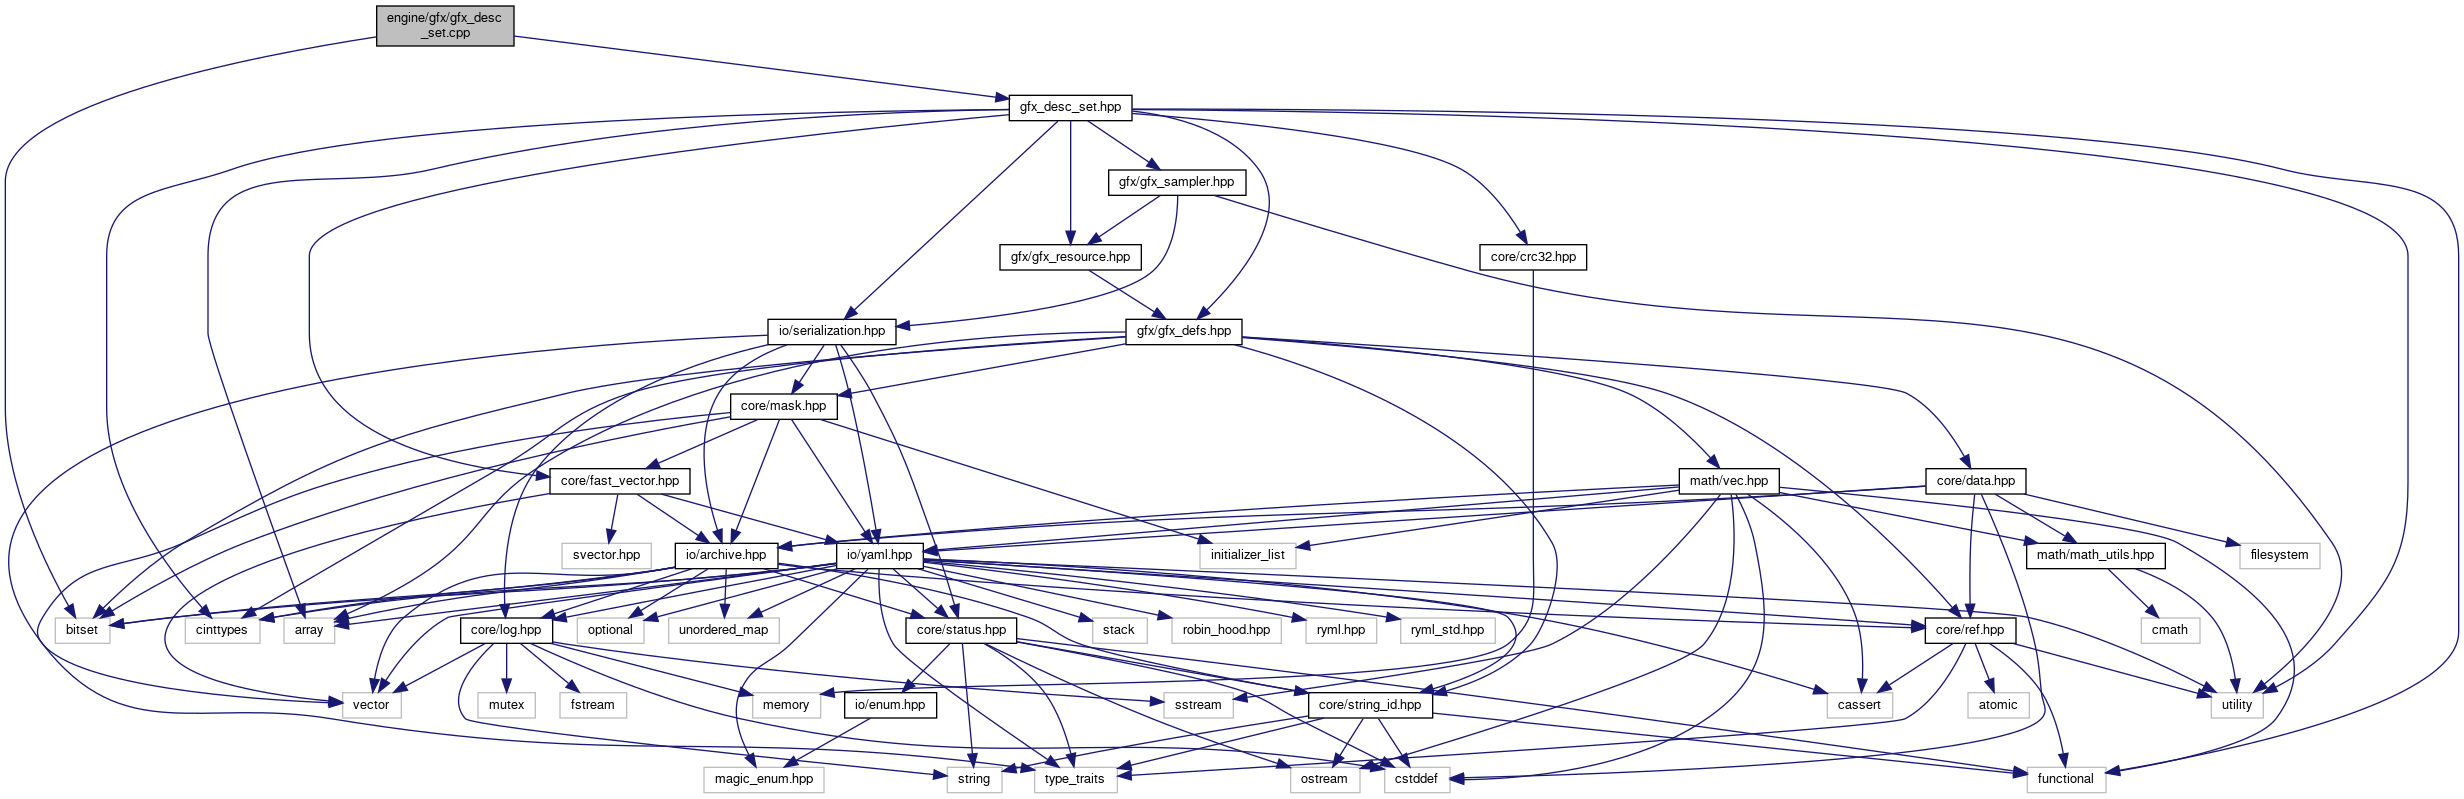 engine/gfx/gfx_desc
_set.cpp
gfx_desc_set.hpp
gfx/gfx_sampler.hpp
gfx/gfx_resource.hpp
core/crc32.hpp
io/serialization.hpp
gfx/gfx_defs.hpp
core/mask.hpp
core/fast_vector.hpp
math/vec.hpp
core/data.hpp
svector.hpp
io/archive.hpp
io/yaml.hpp
initializer_list
math/math_utils.hpp
filesystem
bitset
cinttypes
array
core/log.hpp
optional
unordered_map
core/status.hpp
stack
robin_hood.hpp
ryml.hpp
ryml_std.hpp
core/ref.hpp
cmath
vector
mutex
fstream
memory
io/enum.hpp
sstream
core/string_id.hpp
cassert
atomic
utility
magic_enum.hpp
string
type_traits
ostream
cstddef
functional